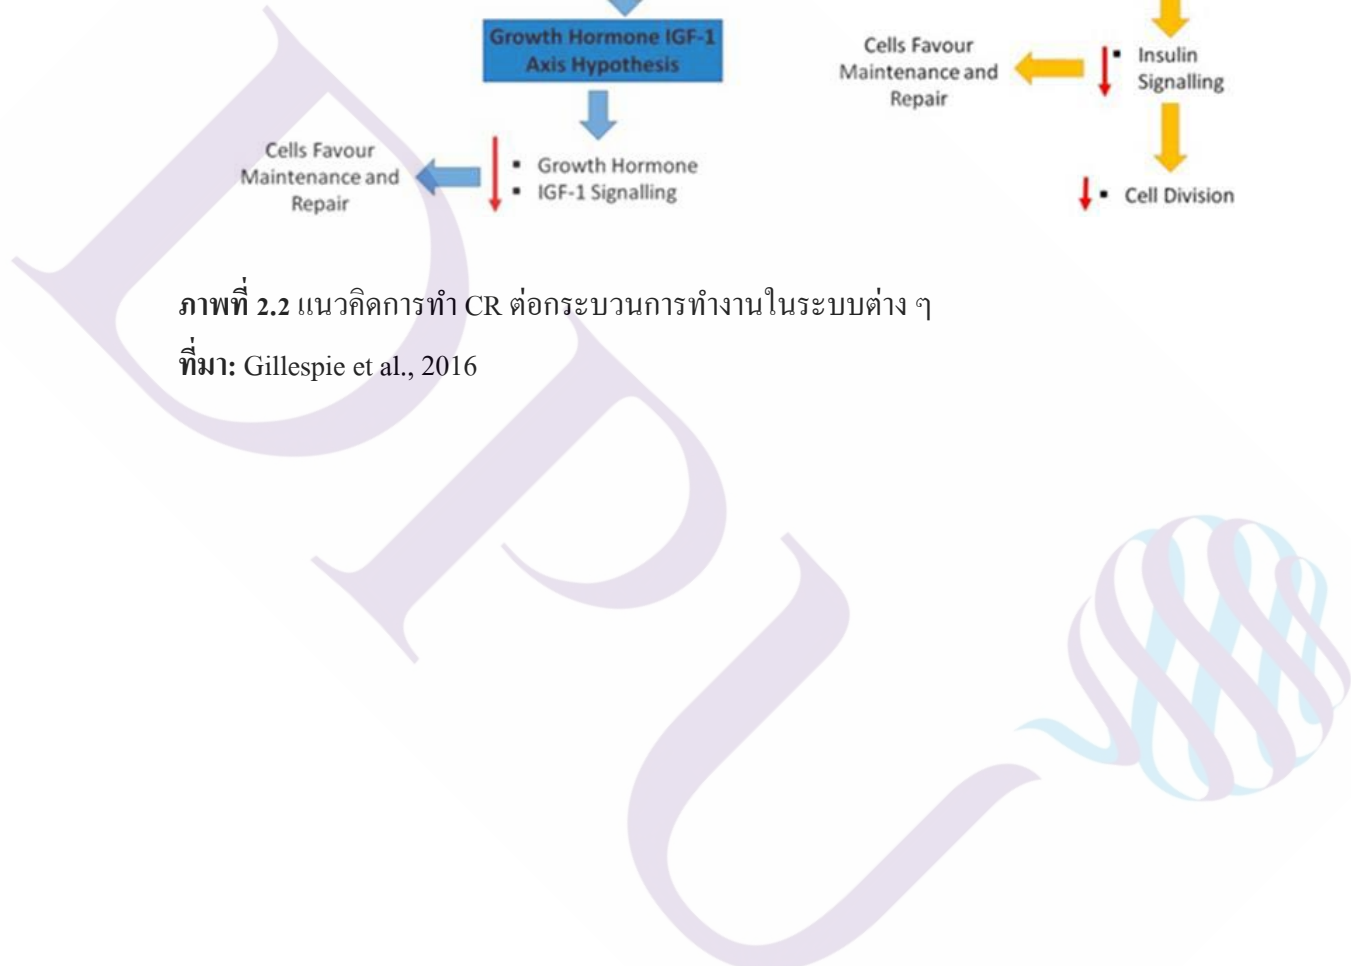 Growth Hormone IGF-1
Axis Hypothesis
Cells Favour
Maintenance and
Repair
▪ Growth Hormone
▪ IGF-1 Signalling
Cells Favour
Maintenance and
Repair
▪ Insulin
Signalling
▪ Cell Division
ภาพที่ 2.2 แนวคิดการทำ CR ต่อกระบวนการทำงานในระบบต่าง ๆ
ที่มา: Gillespie et al., 2016
DPU